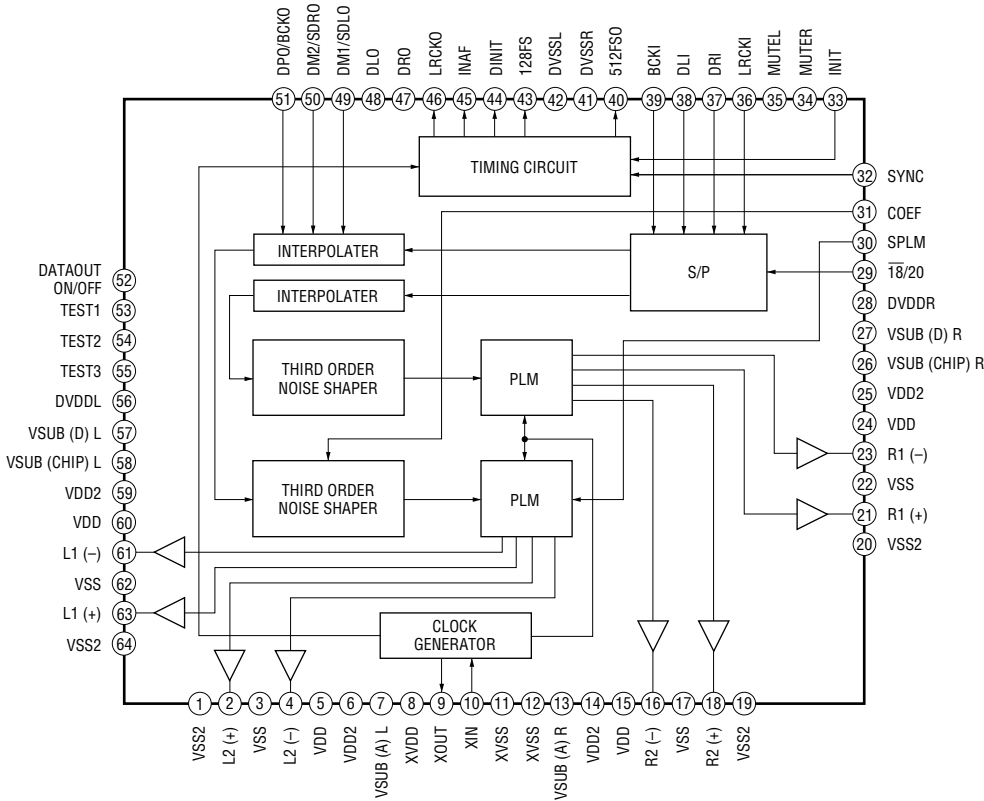 DPO/BCKO
DM2/SDRO
DM1/SDLO
DLO
DRO
LRCKO
INAF
DINIT
128FS
DVSSL
DVSSR
512FSO
BCKI
DLI
DRI
LRCKI
MUTEL
MUTER
INIT
51 50 49 48 47 46 45 44 43 42 41 40 39 38 37 36 35 34 33
TIMING CIRCUIT
32 SYNC
31 COEF
30 SPLM
29 18/20
28 DVDDR
27 VSUB (D) R
26 VSUB (CHIP) R
25 VDD2
24 VDD
23 R1 (–)
22 VSS
21 R1 (+)
20 VSS2
INTERPOLATER
S/P
INTERPOLATER
THIRD ORDER
NOISE SHAPER
PLM
THIRD ORDER
NOISE SHAPER
PLM
CLOCK
GENERATOR
DATAOUT
ON/OFF 52
TEST1 53
TEST2 54
TEST3 55
DVDDL 56
VSUB (D) L 57
VSUB (CHIP) L 58
VDD2 59
VDD 60
L1 (–) 61
VSS 62
L1 (+) 63
VSS2 64
1 2 3 4 5 6 7 8 9 10 11 12 13 14 15 16 17 18 19
VSS2
L2 (+)
VSS
L2 (–)
VDD
VDD2
VSUB (A) L
XVDD
XOUT
XIN
XVSS
XVSS
VSUB (A) R
VDD2
VDD
R2 (–)
VSS
R2 (+)
VSS2